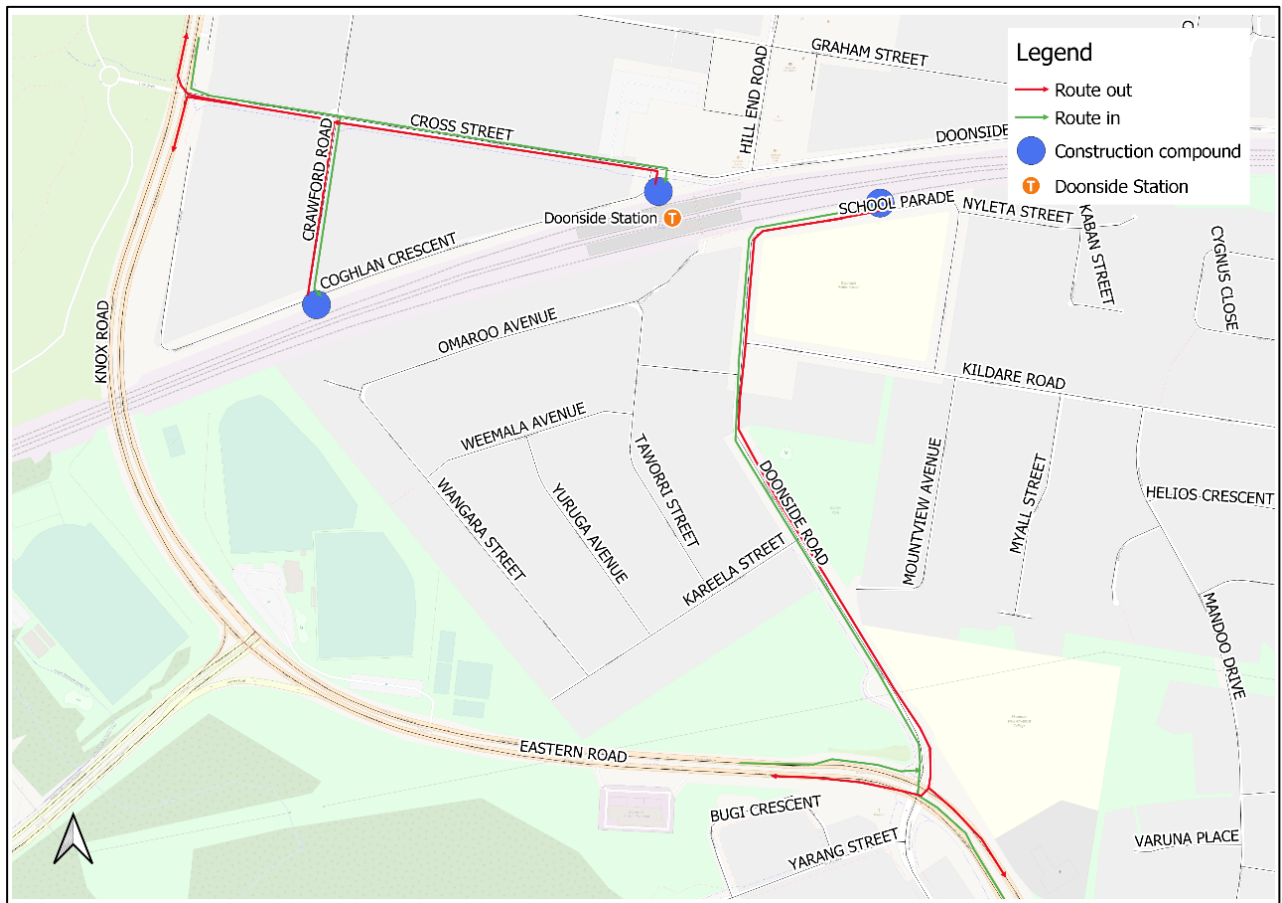 GRAHAM STREET
HILL END ROAD
Legend
Route out
Route in
Construction compound
T Doonside Station
CROSS STREET
DOONSIDE
CRAWFORD ROAD
Doonside Station T
SCHOOL PARADE
NYLETA STREET
KABAN STREET
CYGNUS CLOSE
COGHLAN CRESCENT
KNOX ROAD
OMAROO AVENUE
KILDARE ROAD
WEEMALA AVENUE
WANGARA STREET
YURUGA AVENUE
TAWORRI STREET
DOONSIDE ROAD
MOUNTVIEW AVENUE
MYALL STREET
HELIOS CRESCENT
KAREELA STREET
MANDOO DRIVE
EASTERN ROAD
BUGI CRESCENT
YARANG STREET
VARUNA PLACE